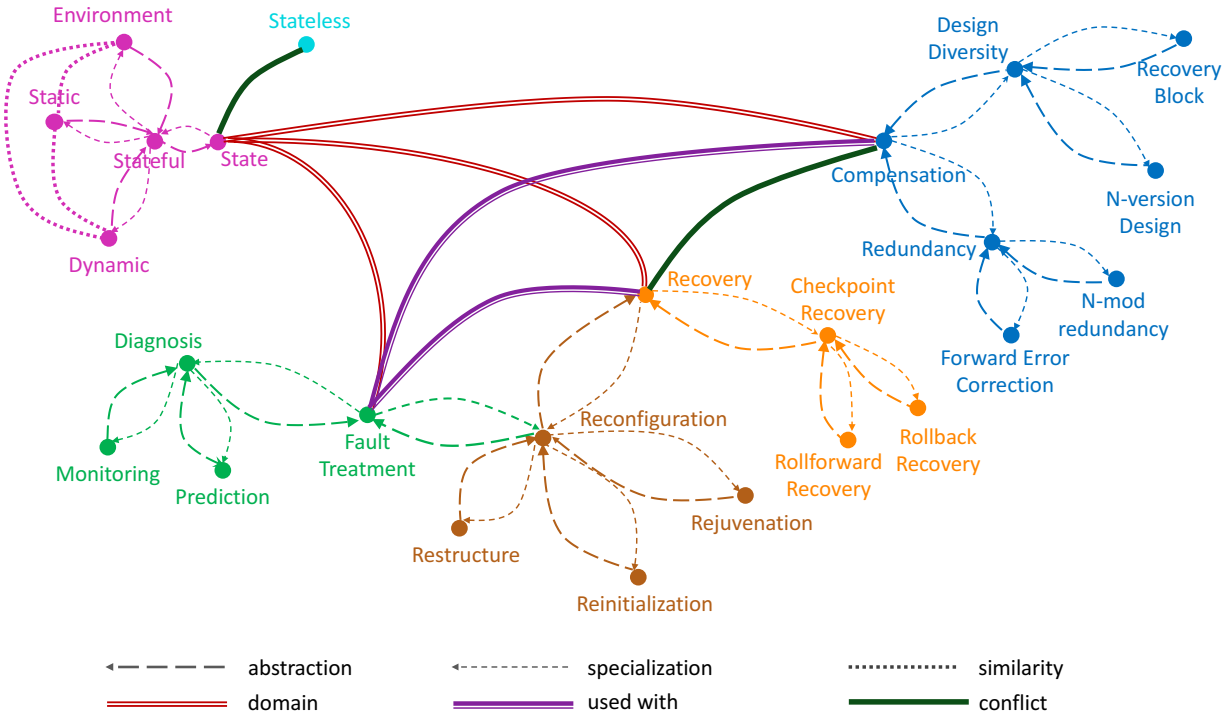 Environment
Stateless
Static
Stateful
State
Dynamic
Design
Diversity
Recovery
Block
Compensation
N-version
Design
Redundancy
N-mod
redundancy
Forward Error
Correction
Recovery
Checkpoint
Recovery
Rollback
Recovery
Rollforward
Recovery
Diagnosis
Monitoring
Prediction
Fault
Treatment
Reconfiguration
Restructure
Rejuvenation
Reinitialization
abstraction
specialization
similarity
domain
used with
conflict